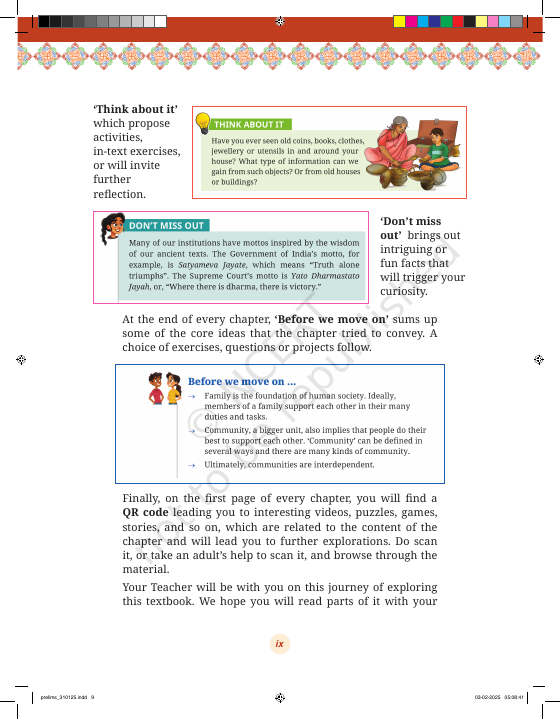 ‘Think about it’
which propose
activities,
in-text exercises,
or will invite
further
reflection.
THINK ABOUT IT
Have you ever seen old coins, books, clothes,
jewellery or utensils in and around your
house? What type of information can we
gain from such objects? Or from old houses
or buildings?
DON’T MISS OUT
Many of our institutions have mottos inspired by the wisdom
of our ancient texts. The Government of India’s motto, for
example, is Satyameva Jayate, which means “Truth alone
triumphs”. The Supreme Court’s motto is Yato Dharmastato
Jayah, or, “Where there is dharma, there is victory.”
‘Don’t miss
out’ brings out
intriguing or
fun facts that
will trigger your
curiosity.
At the end of every chapter, ‘Before we move on’ sums up
some of the core ideas that the chapter tried to convey. A
choice of exercises, questions or projects follow.
Before we move on ...
→ Family is the foundation of human society. Ideally,
members of a family support each other in their many
duties and tasks.
→ Community, a bigger unit, also implies that people do their
best to support each other. ‘Community’ can be defined in
several ways and there are many kinds of community.
→ Ultimately, communities are interdependent.
Finally, on the first page of every chapter, you will find a
QR code leading you to interesting videos, puzzles, games,
stories, and so on, which are related to the content of the
chapter and will lead you to further explorations. Do scan
it, or take an adult’s help to scan it, and browse through the
material.
Your Teacher will be with you on this journey of exploring
this textbook. We hope you will read parts of it with your
ix
© NCERT
not to be republished
prelims_310125.indd 9
03-02-2025 05:08:41